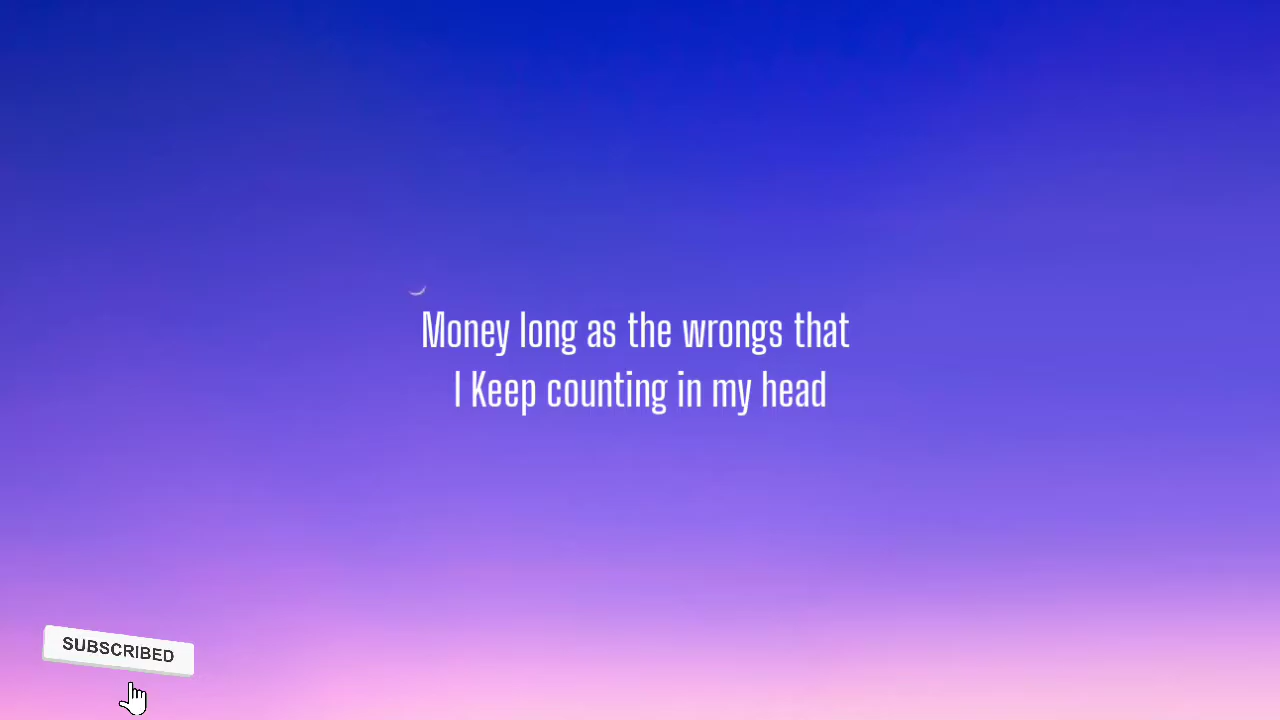 Money long as the wrongs that
I Keep counting in my head
SUBSCRIBED